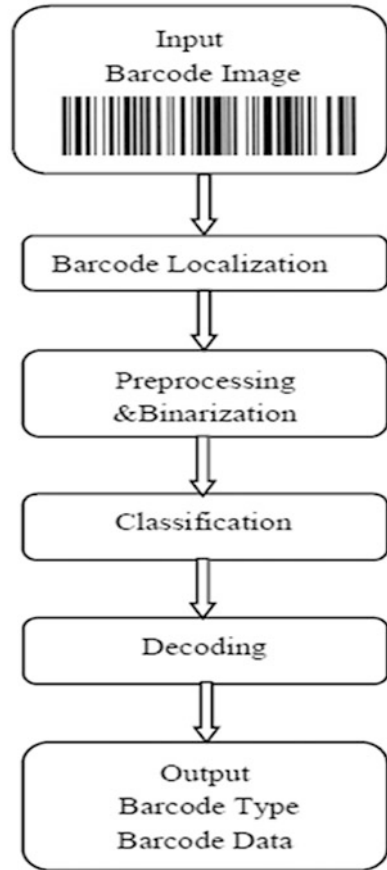 Input
Barcode Image
Barcode Localization
Preprocessing
&Binarization
Classification
Decoding
Output
Barcode Type
Barcode Data